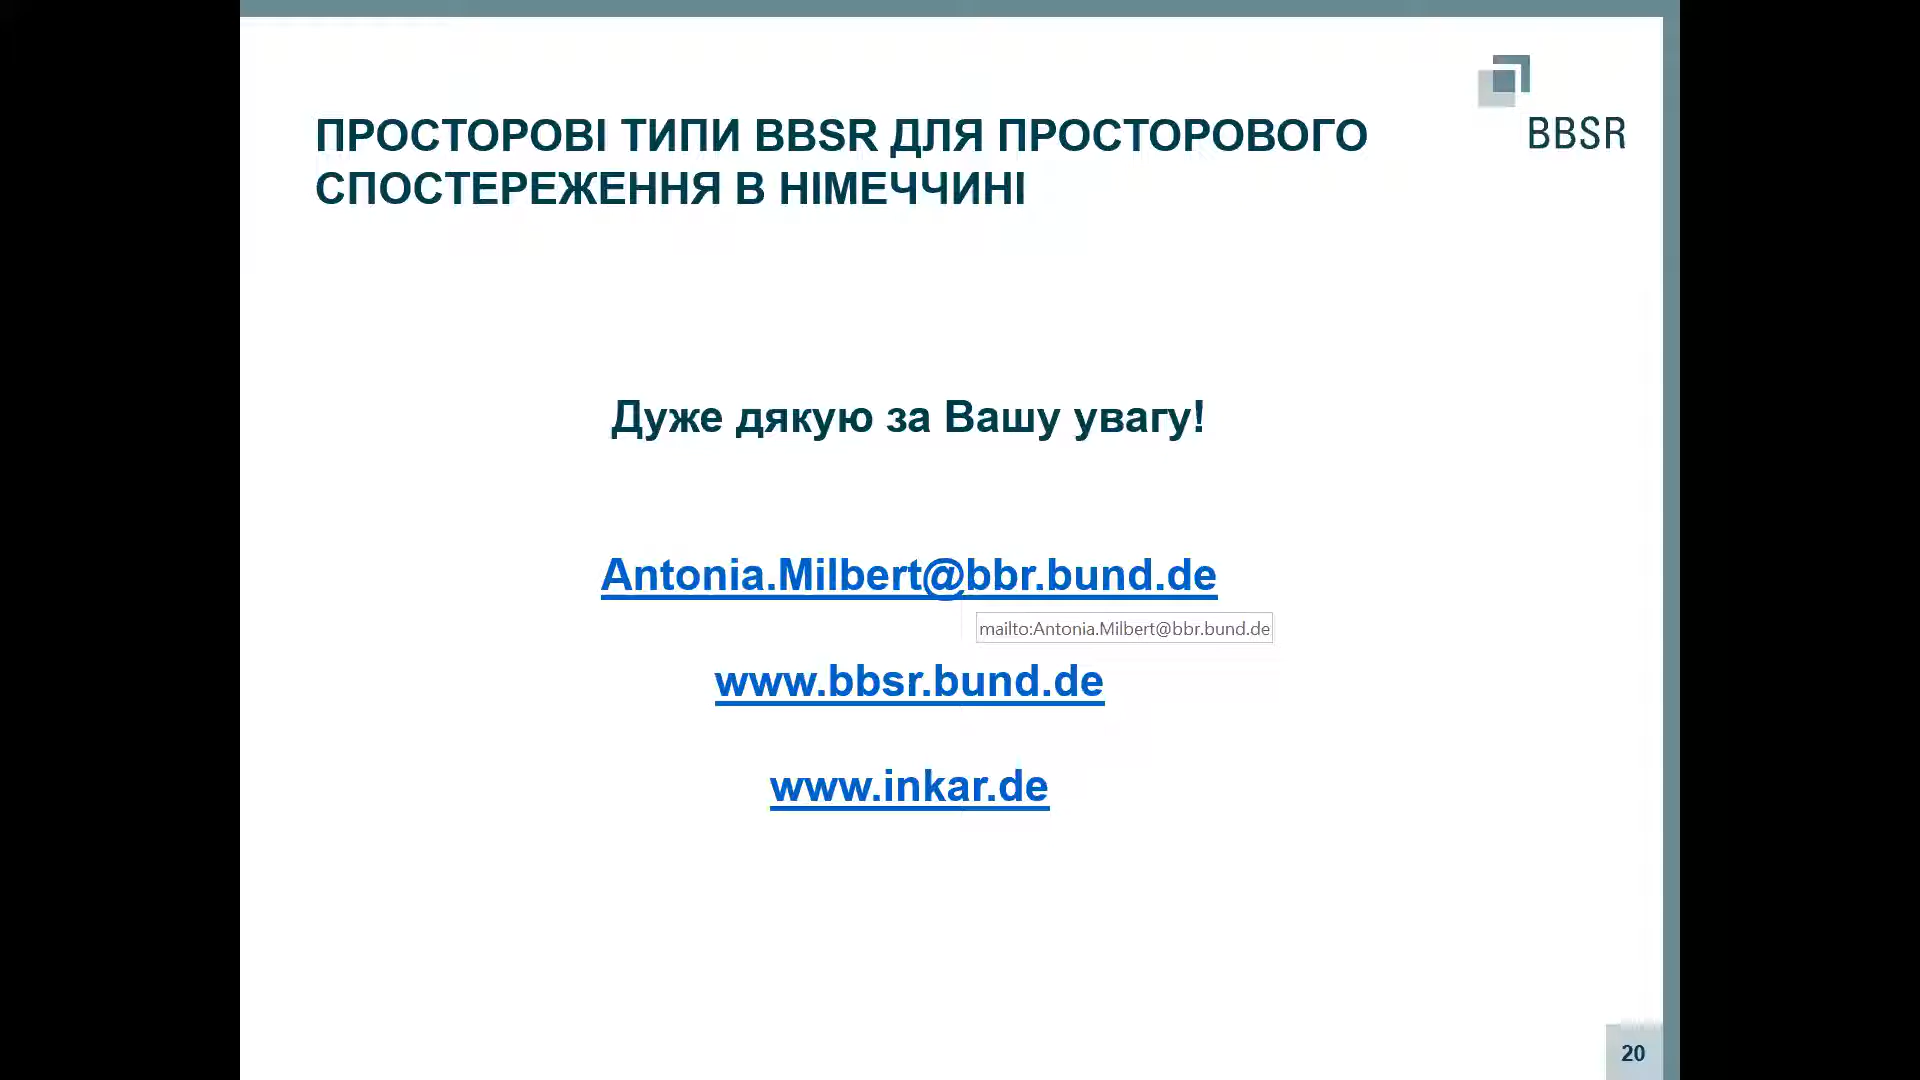 BBSR
ПРОСТОРОВІ ТИПИ BBSR ДЛЯ ПРОСТОРОВОГО
СПОСТЕРЕЖЕННЯ В НІМЕЧЧИНІ
Дуже дякую за Вашу увагу!
Antonia.Milbert@bbr.bund.de
mailto:Antonia.Milbert@bbr.bund.de
www.bbsr.bund.de
www.inkar.de
20